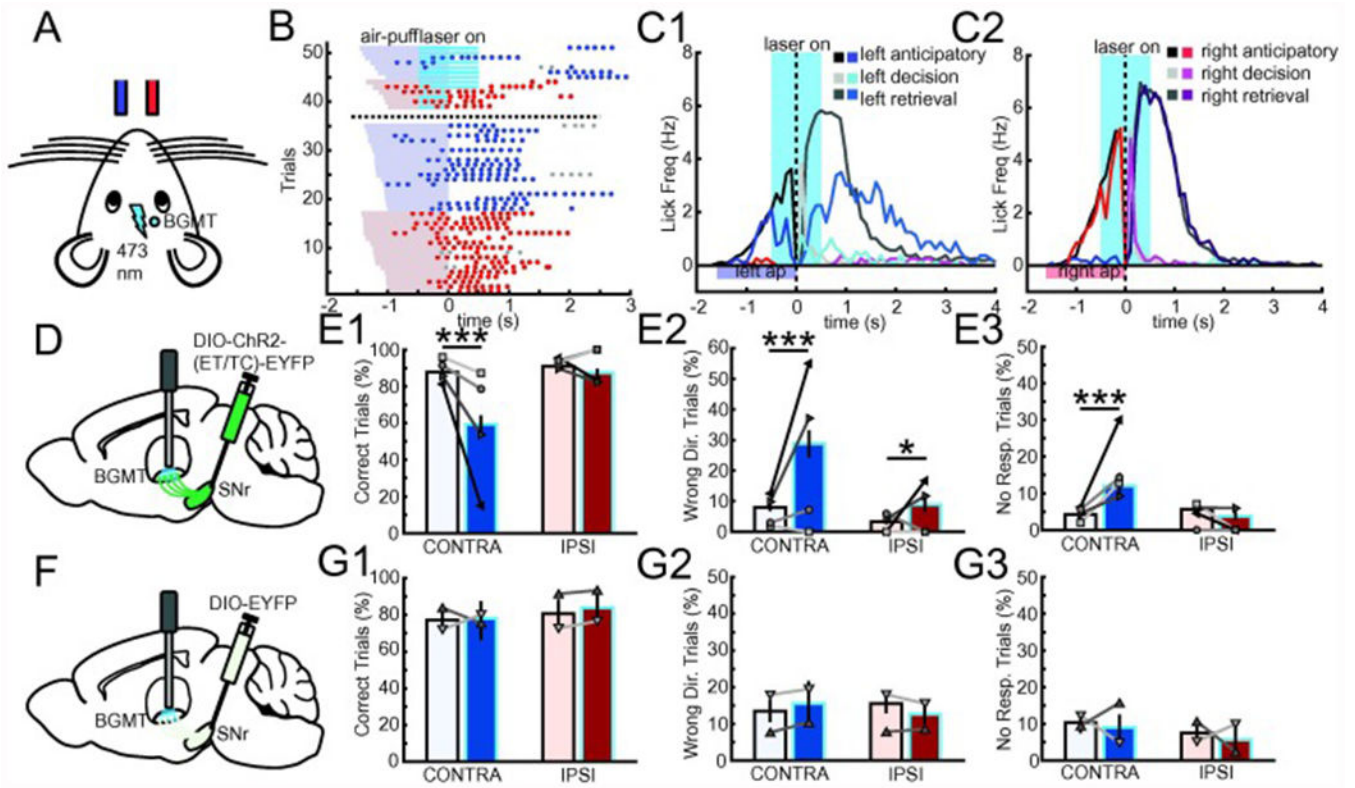 A
BGMT
473
nm
B
air-puff laser on
Trials
50
40
30
20
10
-1 0 1 2 3
time (s)
C1
laser on
left anticipatory
left decision
left retrieval
Lick Freq (Hz)
8
6
4
2
0
left ap
-2 -1 0 1 2 3 4
time (s)
C2
laser on
right anticipatory
right decision
right retrieval
Lick Freq (Hz)
8
6
4
2
0
right ap
-2 -1 0 1 2 3 4
time (s)
D
DIO-ChR2-
(ET/TC)-EYFP
BGMT
SNr
E1
***
Correct Trials (%)
100
80
60
40
20
0
CONTRA IPSI
E2
***
*
Wrong Dir. Trials (%)
60
50
40
30
20
10
0
CONTRA IPSI
E3
***
No Resp. Trials (%)
50
40
30
20
10
0
CONTRA IPSI
F
DIO-EYFP
BGMT
SNr
G1
Correct Trials (%)
100
80
60
40
20
0
CONTRA IPSI
G2
Wrong Dir. Trials (%)
50
40
30
20
10
0
CONTRA IPSI
G3
No Resp. Trials (%)
50
40
30
20
10
0
CONTRA IPSI